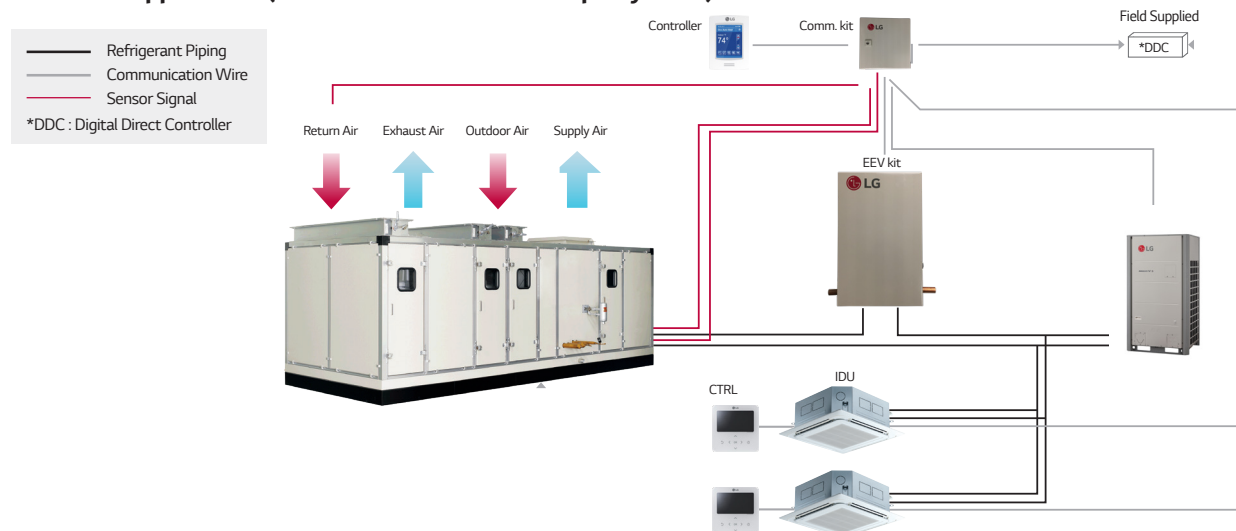 Controller
Comm. kit
Field Supplied
*DDC
LG
74°
LG
Refrigerant Piping
Communication Wire
Sensor Signal
*DDC : Digital Direct Controller
Return Air
Exhaust Air
Outdoor Air
Supply Air
EEV kit
LG
LG
CTRL
IDU
LG
LG